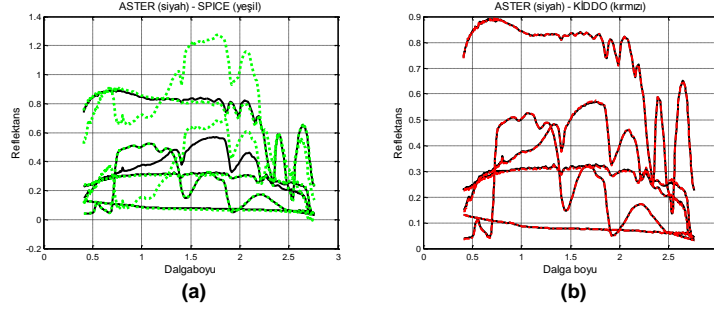 ASTER (siyah) - SPICE (yeşil)
1.4
1.2
1
0.8
0.6
0.4
0.2
0
-0.2
Reflektans
0 0.5 1 1.5 2 2.5 3
Dalgaboyu
(a)
ASTER (siyah) - KİDDO (kırmızı)
0.9
0.8
0.7
0.6
0.5
0.4
0.3
0.2
0.1
0
Reflektans
0 0.5 1 1.5 2 2.5
Dalga boyu
(b)